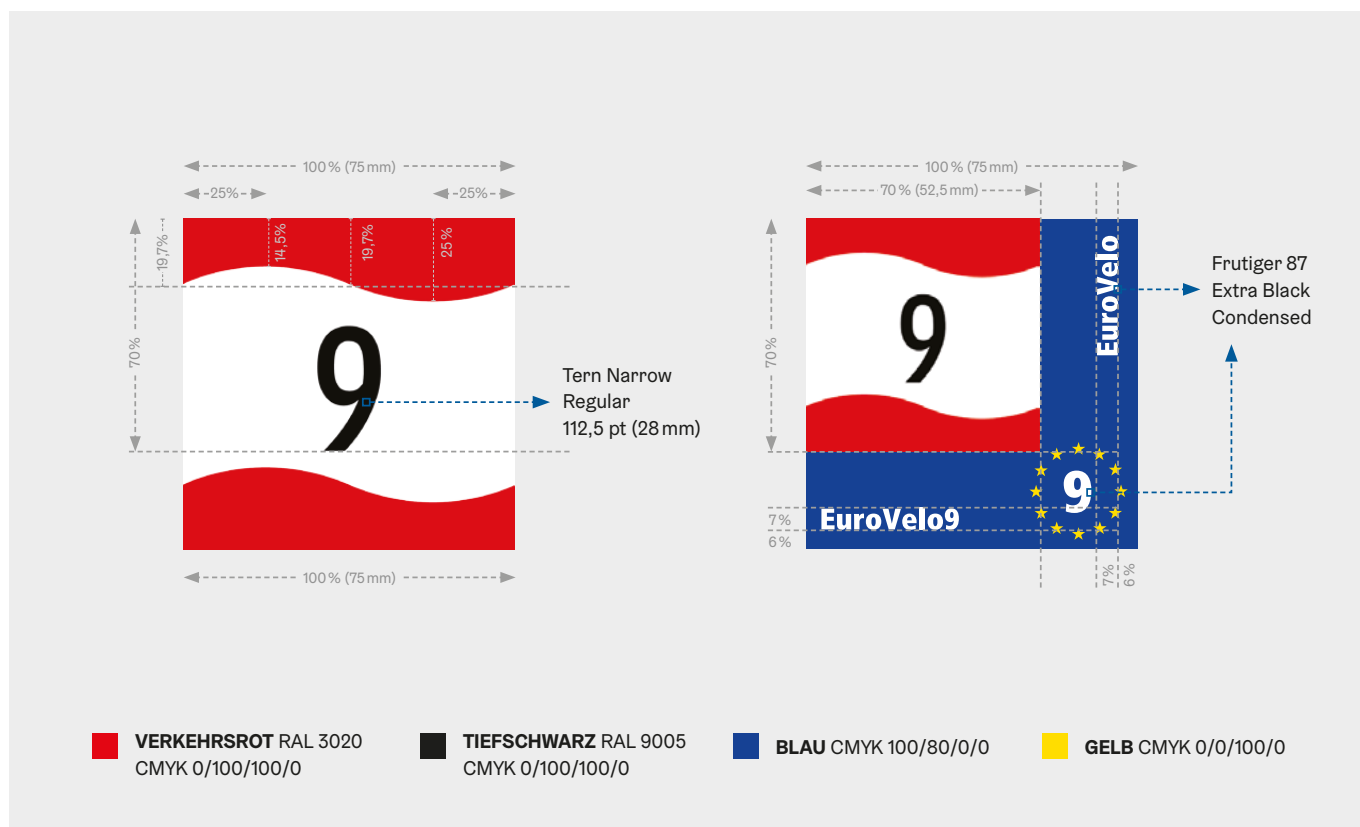 100 % (75 mm)
25%
25%
19,7%
14,5%
19,7%
25 %
70%
9
Tern Narrow
Regular
112,5 pt (28 mm)
100 % (75 mm)
100 % (75 mm)
70 % (52,5 mm)
70%
9
EuroVelo
Frutiger 87
Extra Black
Condensed
9
EuroVelo9
7 %
6 %
7 %
6 %
VERKEHRSROT RAL 3020
CMYK 0/100/100/0
TIEFSCHWARZ RAL 9005
CMYK 0/100/100/0
BLAU CMYK 100/80/0/0
GELB CMYK 0/0/100/0